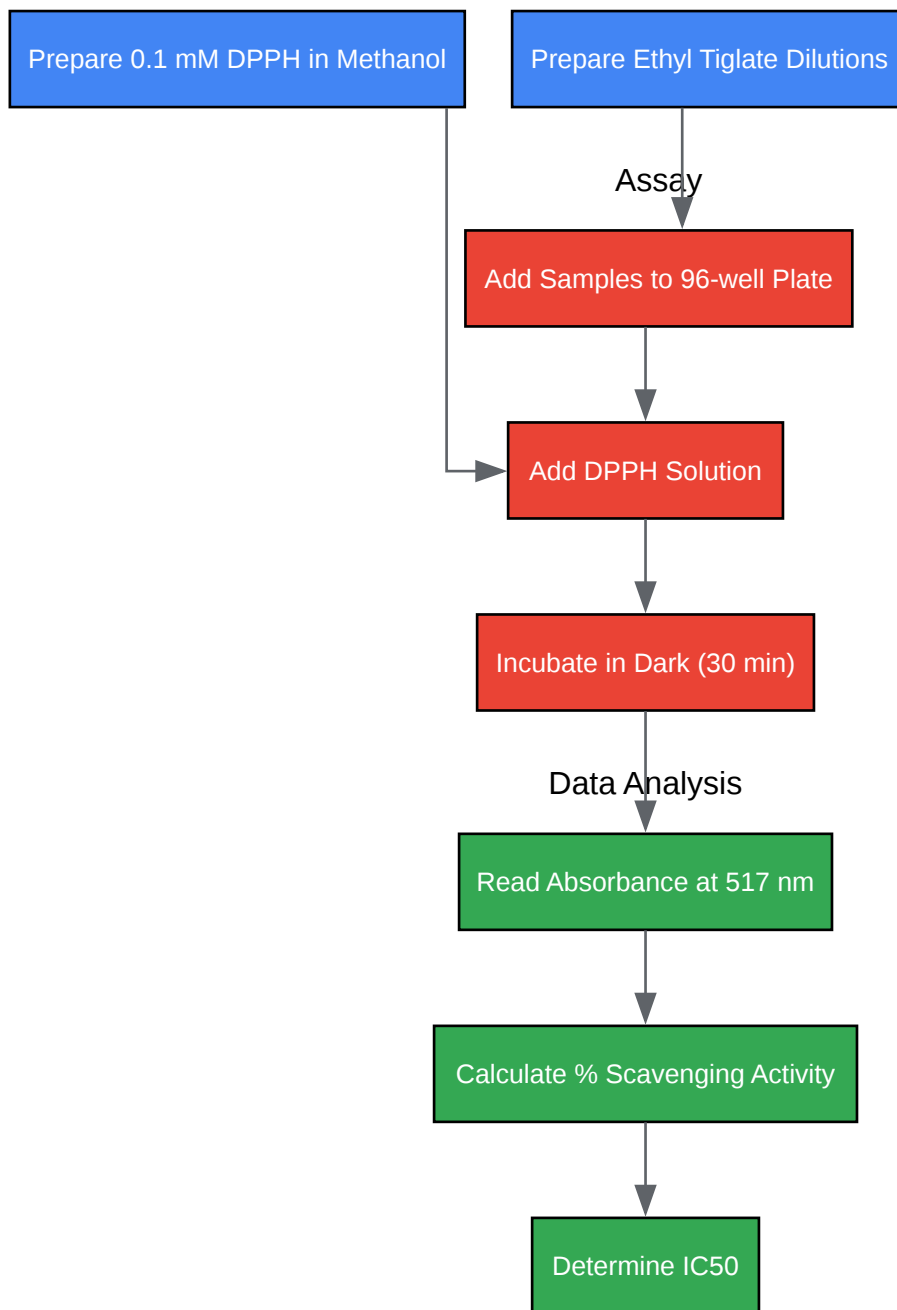 Prepare 0.1 mM DPPH in Methanol
Prepare Ethyl Tiglate Dilutions
Assay
Add Samples to 96-well Plate
Add DPPH Solution
Incubate in Dark (30 min)
Data Analysis
Read Absorbance at 517 nm
Calculate % Scavenging Activity
Determine IC50